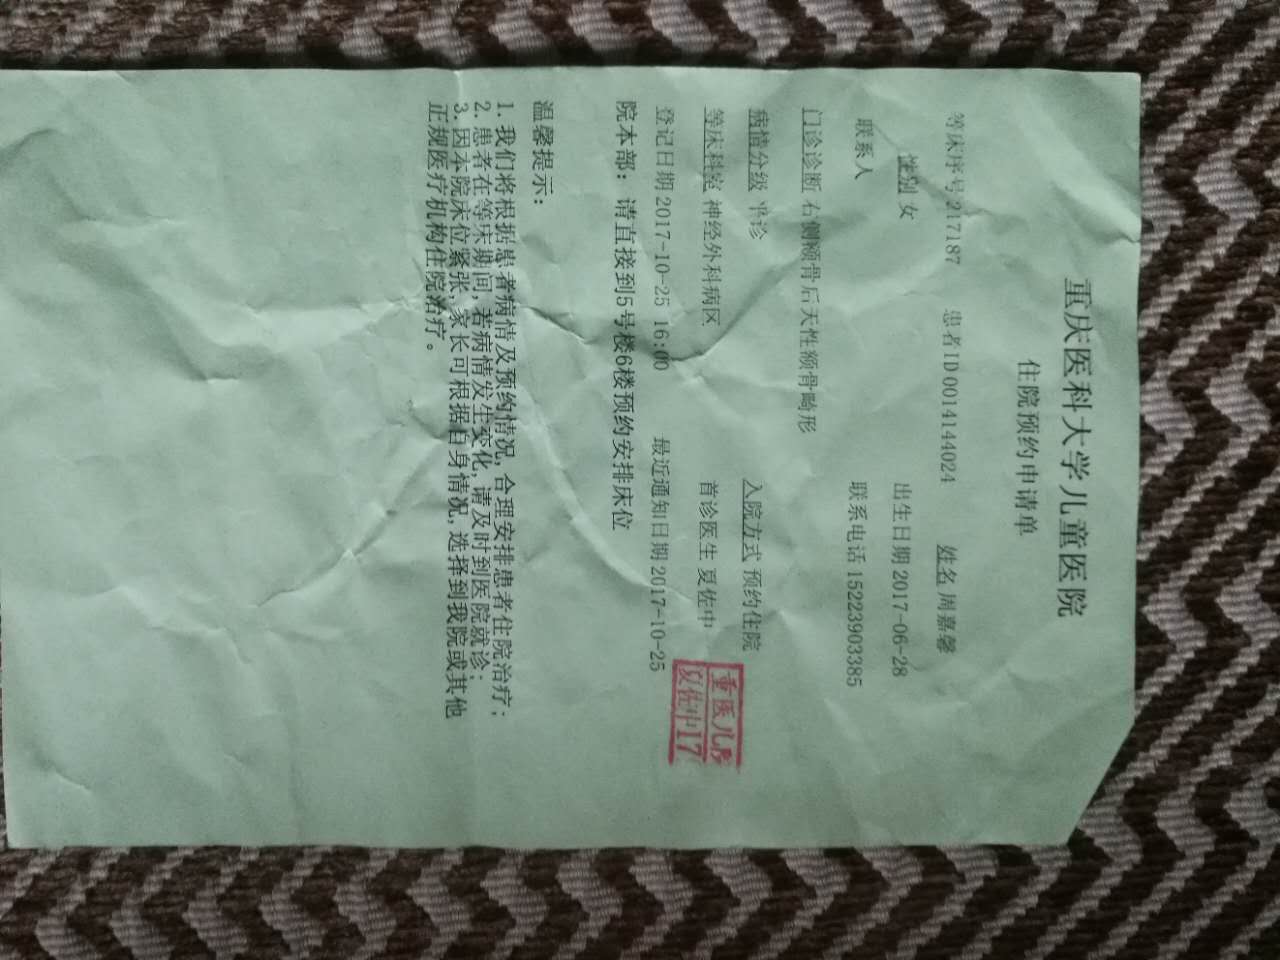 重庆医科大学儿童医院
住院预约申请单
等床序号 217187 患者ID 0014144024 姓名 周嘉馨
性别 女 出生日期 2017-06-28
联系人 联系电话 15223903385
门诊诊断 右侧额骨后天性额骨畸形
病情分级 平诊 入院方式 预约住院
等床科室 神经外科病区 首诊医生 夏佐中
登记日期 2017-10-25 16:00 最近通知日期 2017-10-25
院本部：请直接到5号楼6楼预约安排床位
重医儿院
夏佐中17
温馨提示：
1. 我们将根据患者病情及预约情况，合理安排患者住院治疗；
2. 患者在等床期间，若病情发生变化，请及时到医院就诊；
3. 因本院床位紧张，家长可根据自身情况，选择到我院或其他
正规医疗机构住院治疗。